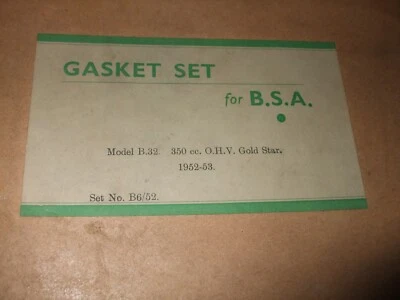 GASKET SET
for B.S.A.
Model B.32. 350 cc. O.H.V. Gold Star.
1952-53.
Set No. B6/52.